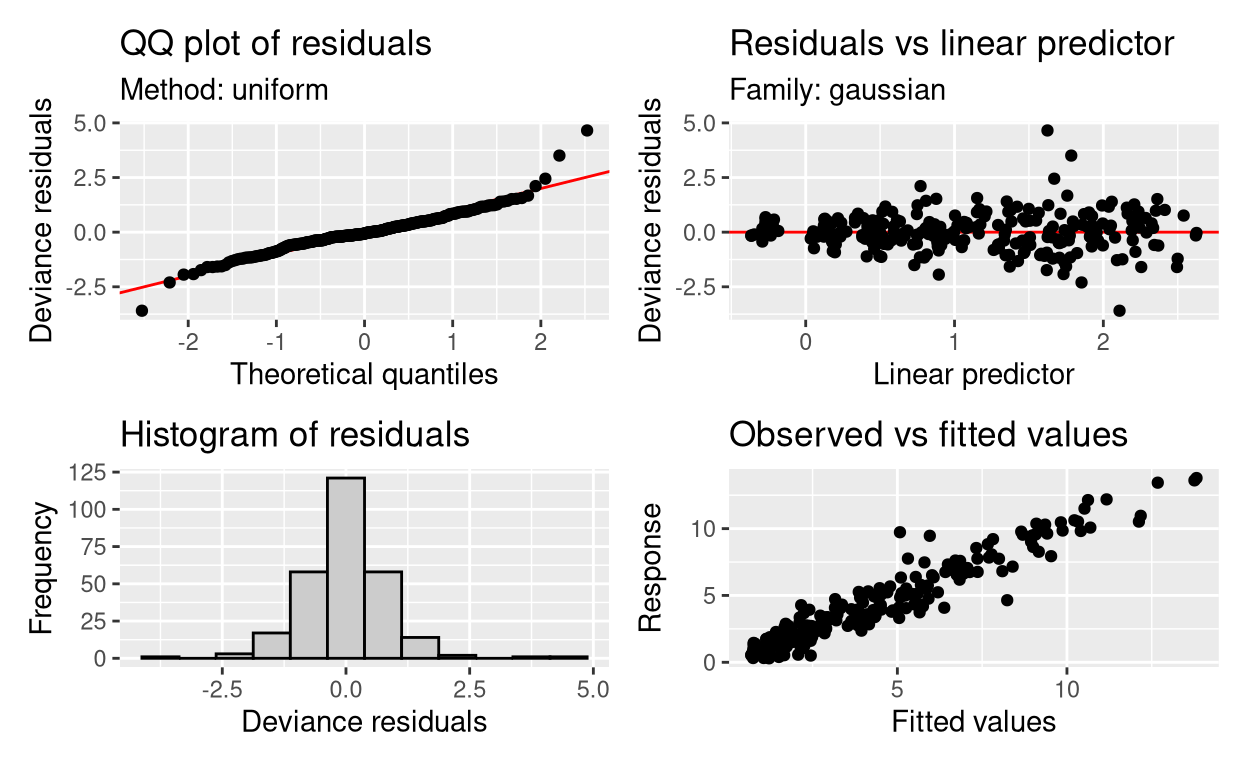 QQ plot of residuals
Method: uniform
Deviance residuals
5.0
2.5
0.0
-2.5
-2 -1 0 1 2
Theoretical quantiles
Residuals vs linear predictor
Family: gaussian
Deviance residuals
5.0
2.5
0.0
-2.5
0 1 2
Linear predictor
Histogram of residuals
Frequency
125
100
75
50
25
0
-2.5 0.0 2.5 5.0
Deviance residuals
Observed vs fitted values
Response
10
5
0
5 10
Fitted values